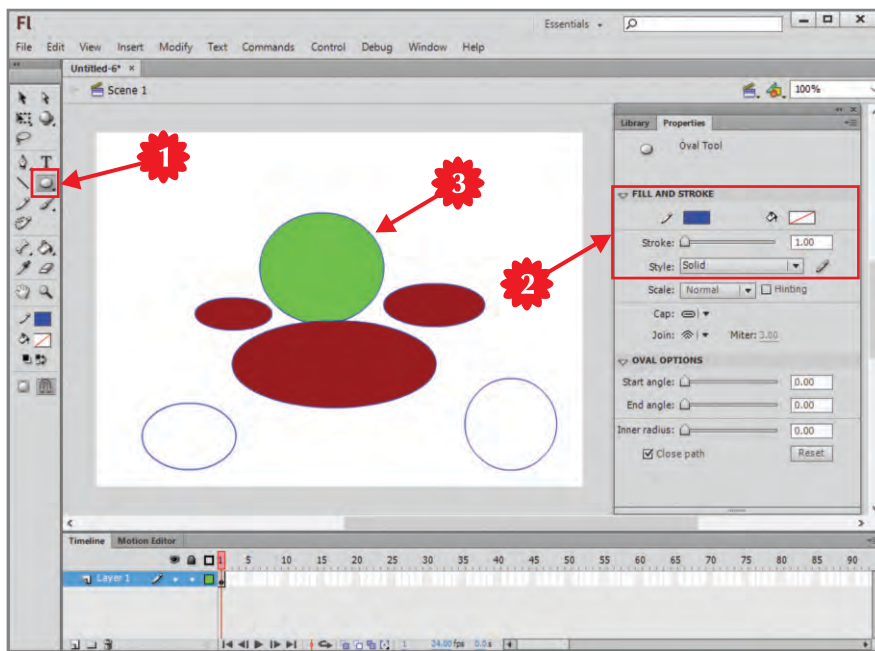 Fl Essentials
File Edit View Insert Modify Text Commands Control Debug Window Help
Untitled-6* ×
Scene 1 100%
Library Properties
Oval Tool
T
1
3
2
FILL AND STROKE
Stroke: 1.00
Style: Solid
Scale: Normal Hinting
Cap:
Join: Miter: 3.00
OVAL OPTIONS
Start angle: 0.00
End angle: 0.00
Inner radius: 0.00
Close path Reset
Timeline Motion Editor
1 5 10 15 20 25 30 35 40 45 50 55 60 65 70 75 80 85 90
Layer 1
1 24.00 fps 0.0 s